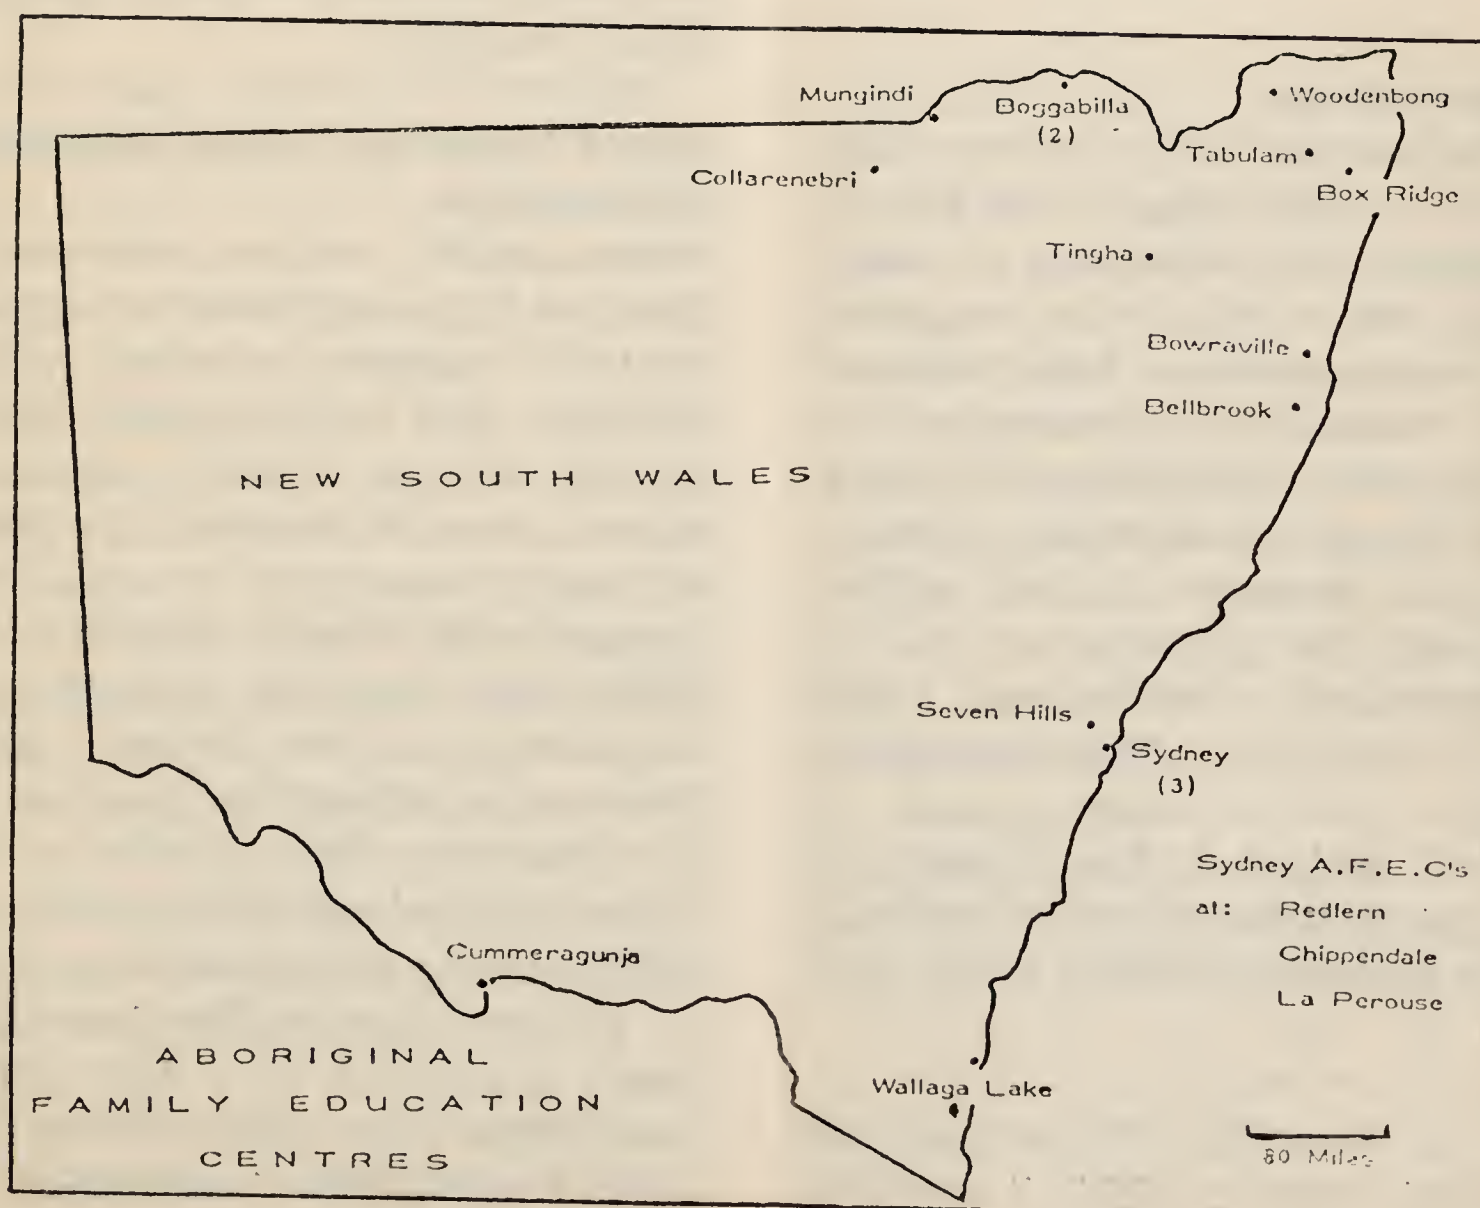 Mungindi
Boggabilla
(2)
Woodenbong
Tabulam
Collarenebri
Box Ridge
Tingha
Bowraville
Bellbrook
NEW SOUTH WALES
Seven Hills
Sydney
(3)
Sydney A.F.E.C's
at: Redfern
Chippendale
La Perouse
Cummeragunja
ABORIGINAL
FAMILY EDUCATION
CENTRES
Wallaga Lake
80 Miles